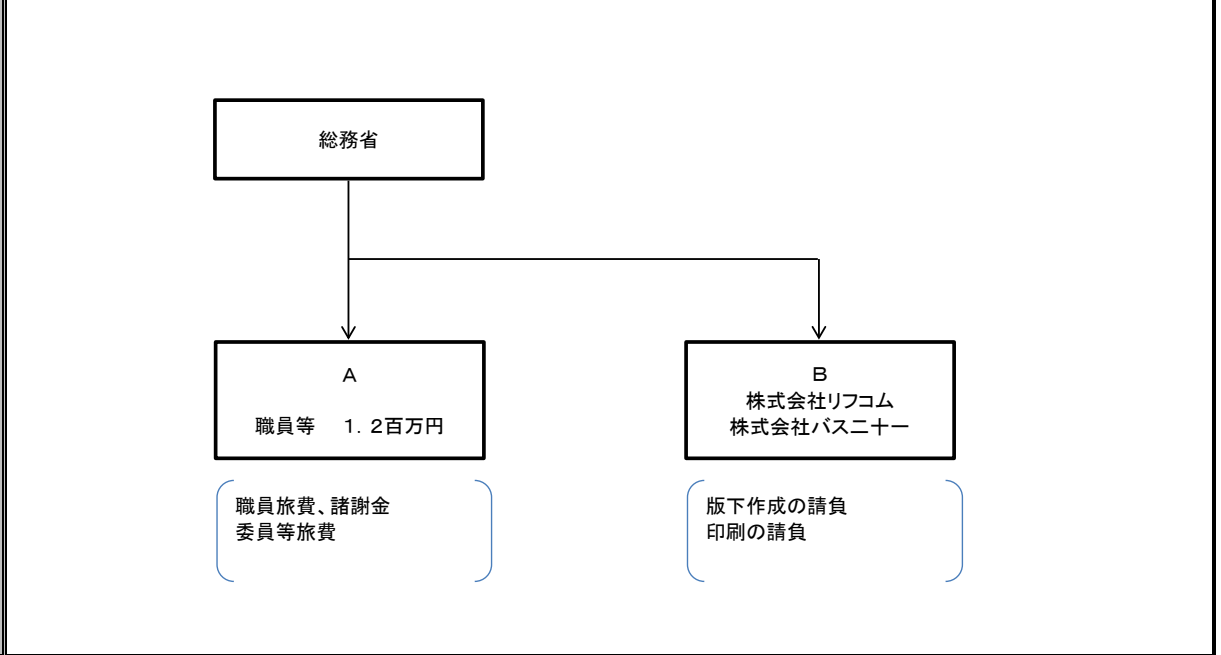 総務省
A
職員等　1．2百万円
職員旅費、諸謝金
委員等旅費
B
株式会社リフコム
株式会社バス二十一
版下作成の請負
印刷の請負